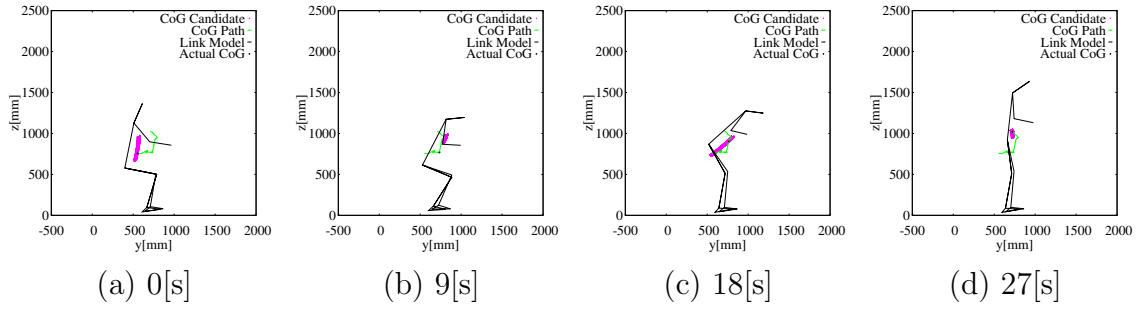 2500
2000
1500
1000
500
0
z[mm]
-500 0 500 1000 1500 2000
y[mm]
CoG Candidate
CoG Path
Link Model
Actual CoG
(a) 0[s]
2500
2000
1500
1000
500
0
z[mm]
-500 0 500 1000 1500 2000
y[mm]
CoG Candidate
CoG Path
Link Model
Actual CoG
(b) 9[s]
2500
2000
1500
1000
500
0
z[mm]
-500 0 500 1000 1500 2000
y[mm]
CoG Candidate
CoG Path
Link Model
Actual CoG
(c) 18[s]
2500
2000
1500
1000
500
0
z[mm]
-500 0 500 1000 1500 2000
y[mm]
CoG Candidate
CoG Path
Link Model
Actual CoG
(d) 27[s]